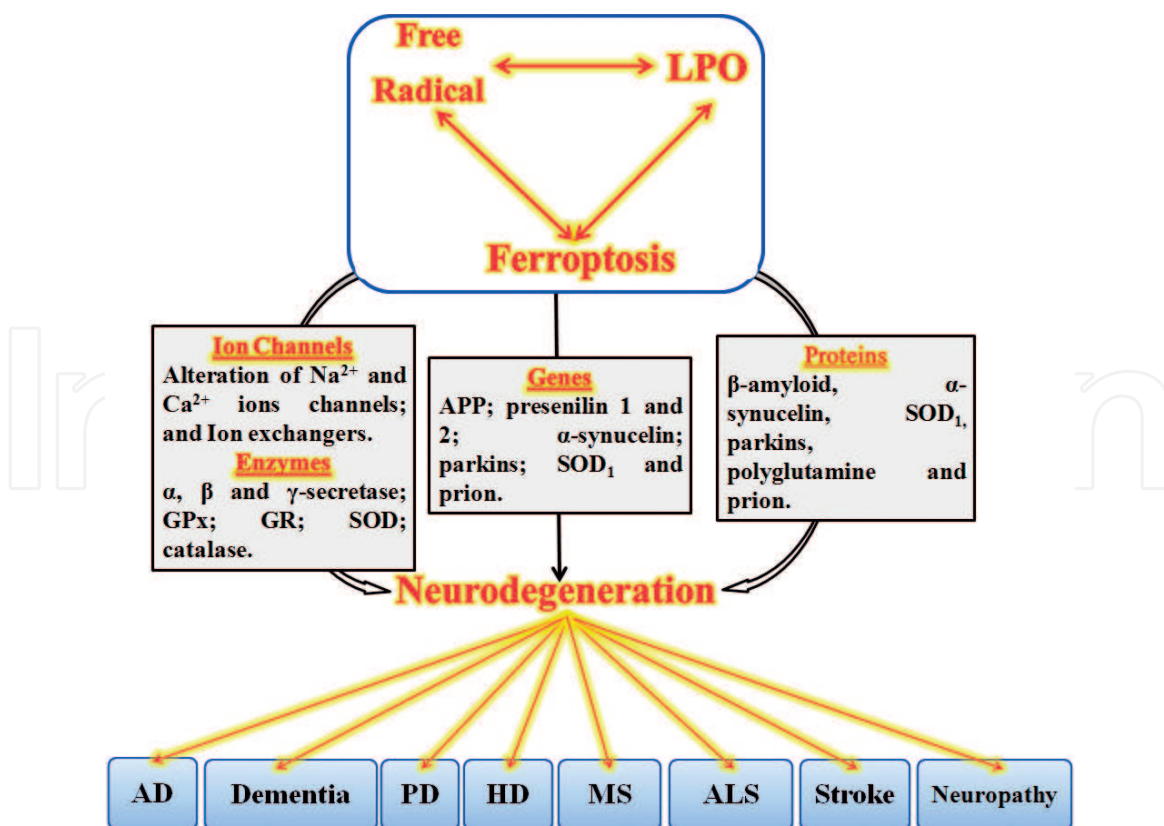 Free
Radical
LPO
Ferroptosis
Ion Channels
Alteration of Na²⁺ and
Ca²⁺ ions channels;
and Ion exchangers.
Enzymes
α, β and γ-secretase;
GPx; GR; SOD;
catalase.
Genes
APP; presenilin 1 and
2; α-synucelin;
parkins; SOD₁ and
prion.
Proteins
β-amyloid, α-
synucelin, SOD₁,
parkins,
polyglutamine and
prion.
Neurodegeneration
AD
Dementia
PD
HD
MS
ALS
Stroke
Neuropathy